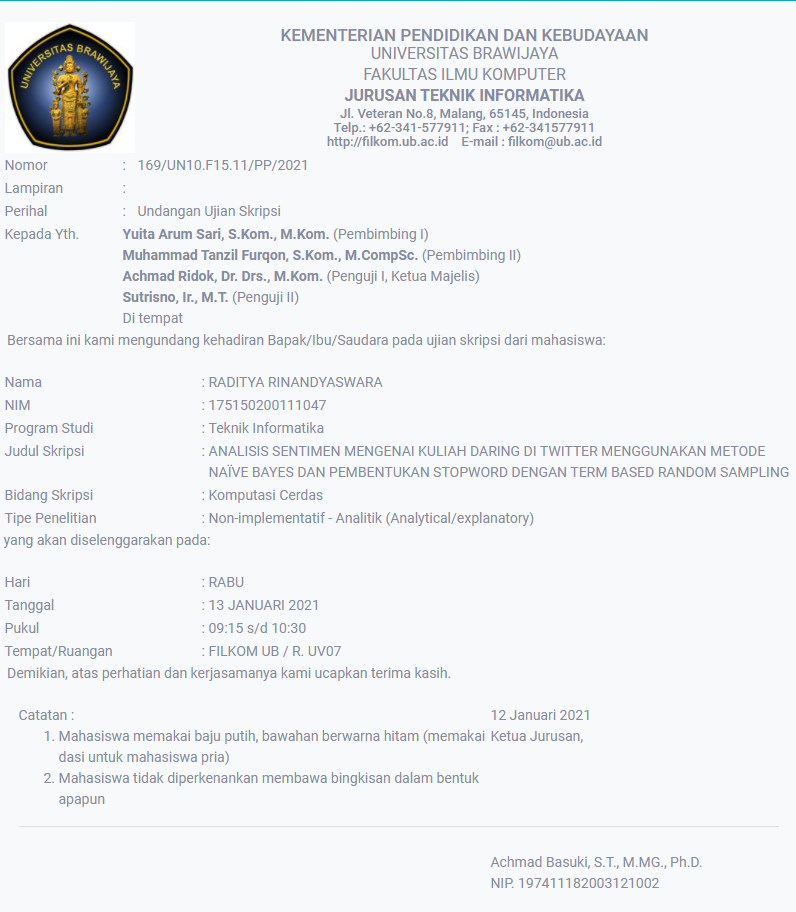 UNIVERSITAS BRAWIJAYA
KEMENTERIAN PENDIDIKAN DAN KEBUDAYAAN
UNIVERSITAS BRAWIJAYA
FAKULTAS ILMU KOMPUTER
JURUSAN TEKNIK INFORMATIKA
Jl. Veteran No.8, Malang, 65145, Indonesia
Telp.: +62-341-577911; Fax : +62-341577911
http://filkom.ub.ac.id E-mail : filkom@ub.ac.id
Nomor : 169/UN10.F15.11/PP/2021
Lampiran :
Perihal : Undangan Ujian Skripsi
Kepada Yth. Yuita Arum Sari, S.Kom., M.Kom. (Pembimbing I)
Muhammad Tanzil Furqon, S.Kom., M.CompSc. (Pembimbing II)
Achmad Ridok, Dr. Drs., M.Kom. (Penguji I, Ketua Majelis)
Sutrisno, Ir., M.T. (Penguji II)
Di tempat
Bersama ini kami mengundang kehadiran Bapak/Ibu/Saudara pada ujian skripsi dari mahasiswa:
Nama : RADITYA RINANDYASWARA
NIM : 175150200111047
Program Studi : Teknik Informatika
Judul Skripsi : ANALISIS SENTIMEN MENGENAI KULIAH DARING DI TWITTER MENGGUNAKAN METODE
NAÏVE BAYES DAN PEMBENTUKAN STOPWORD DENGAN TERM BASED RANDOM SAMPLING
Bidang Skripsi : Komputasi Cerdas
Tipe Penelitian : Non-implementatif - Analitik (Analytical/explanatory)
yang akan diselenggarakan pada:
Hari : RABU
Tanggal : 13 JANUARI 2021
Pukul : 09:15 s/d 10:30
Tempat/Ruangan : FILKOM UB / R. UV07
Demikian, atas perhatian dan kerjasamanya kami ucapkan terima kasih.
Catatan :
1. Mahasiswa memakai baju putih, bawahan berwarna hitam (memakai
dasi untuk mahasiswa pria)
2. Mahasiswa tidak diperkenankan membawa bingkisan dalam bentuk
apapun
12 Januari 2021
Ketua Jurusan,
Achmad Basuki, S.T., M.MG., Ph.D.
NIP. 197411182003121002